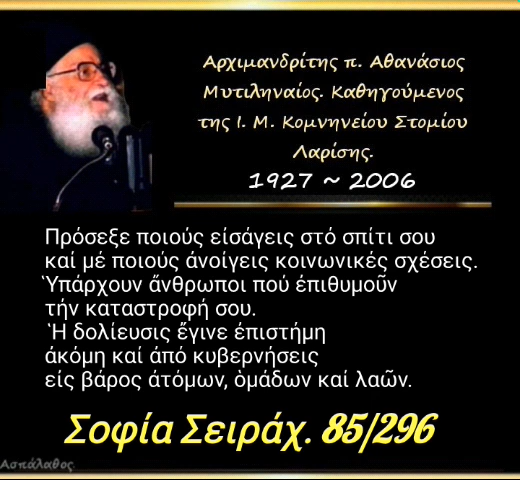 Αρχιμανδρίτης π. Αθανάσιος
Μυτιληναίος. Καθηγούμενος
της Ι. Μ. Κομνηνείου Στομίου
Λαρίσης.
1927 ~ 2006
Πρόσεξε ποιούς εἰσάγεις στό σπίτι σου
καί μέ ποιούς ἀνοίγεις κοινωνικές σχέσεις.
Ὑπάρχουν ἄνθρωποι πού ἐπιθυμοῦν
τήν καταστροφή σου.
Ἡ δολίευσις ἔγινε ἐπιστήμη
ἀκόμη καί ἀπό κυβερνήσεις
εἰς βάρος ἀτόμων, ὁμάδων καί λαῶν.
Σοφία Σειράχ. 85/296
Ασπάλαθος.